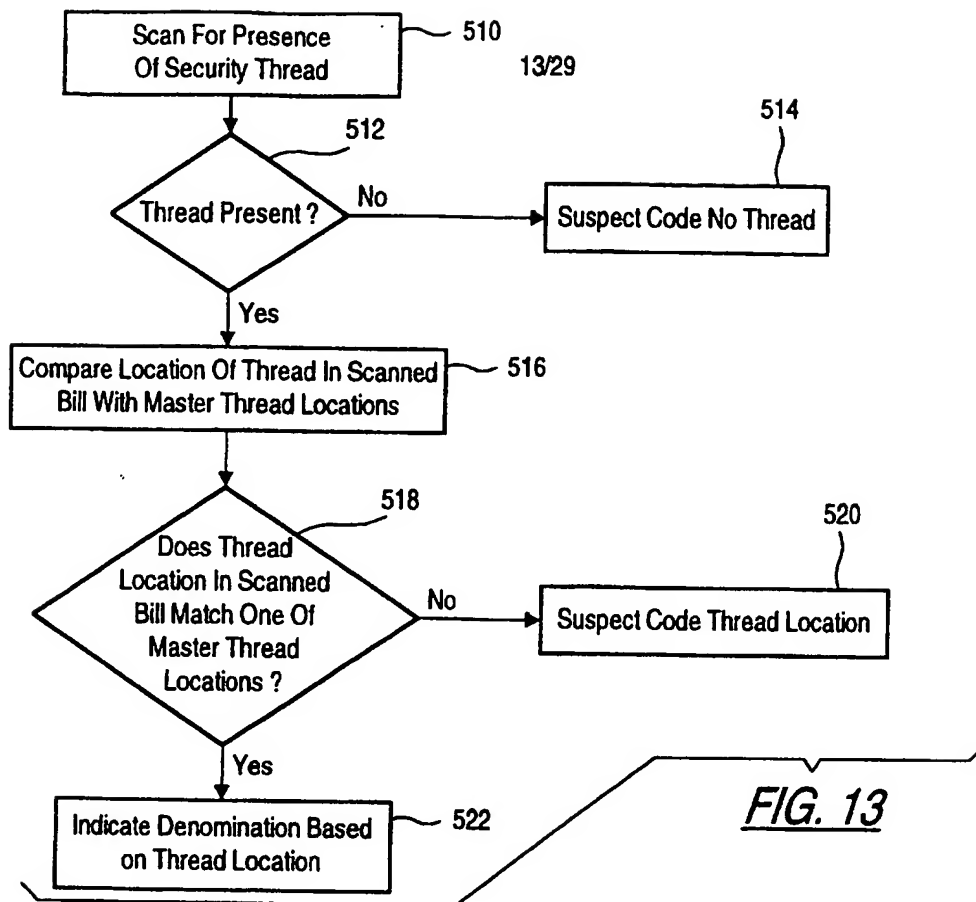 Scan For Presence
Of Security Thread
510
13/29
512
514
Thread Present ?
No
Suspect Code No Thread
Yes
Compare Location Of Thread In Scanned
Bill With Master Thread Locations
516
518
520
Does Thread
Location In Scanned
Bill Match One Of
Master Thread
Locations ?
No
Suspect Code Thread Location
Yes
Indicate Denomination Based
on Thread Location
522
FIG. 13